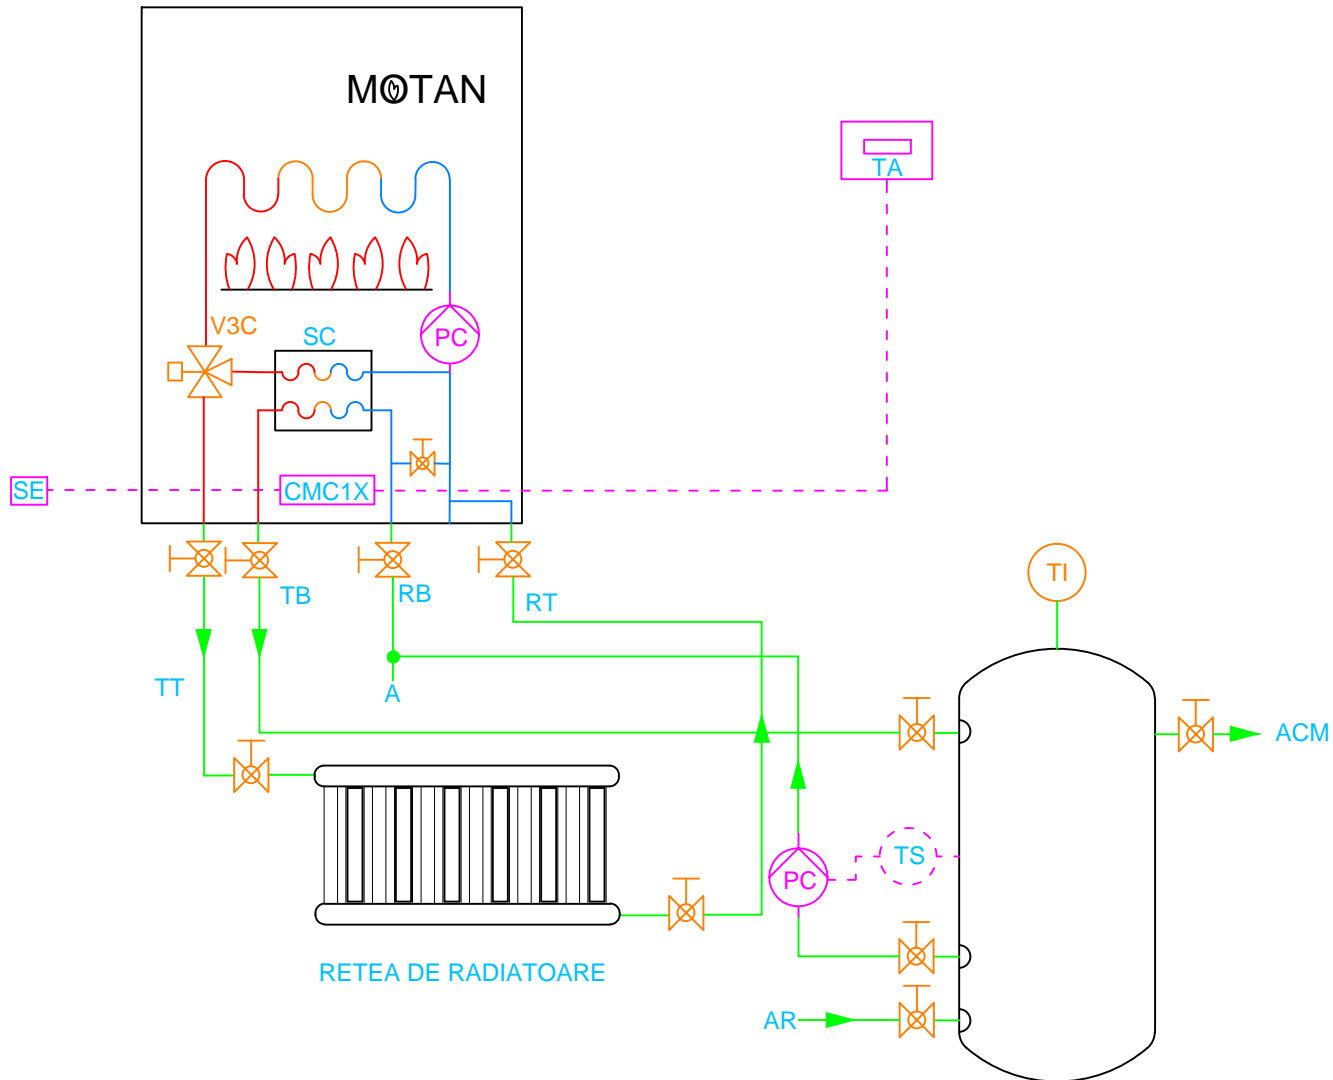 MOTAN
TA
V3C
SC
PC
SE
CMC1X
TB
RB
RT
TI
TT
A
ACM
PC
TS
RETEA DE RADIATOARE
AR